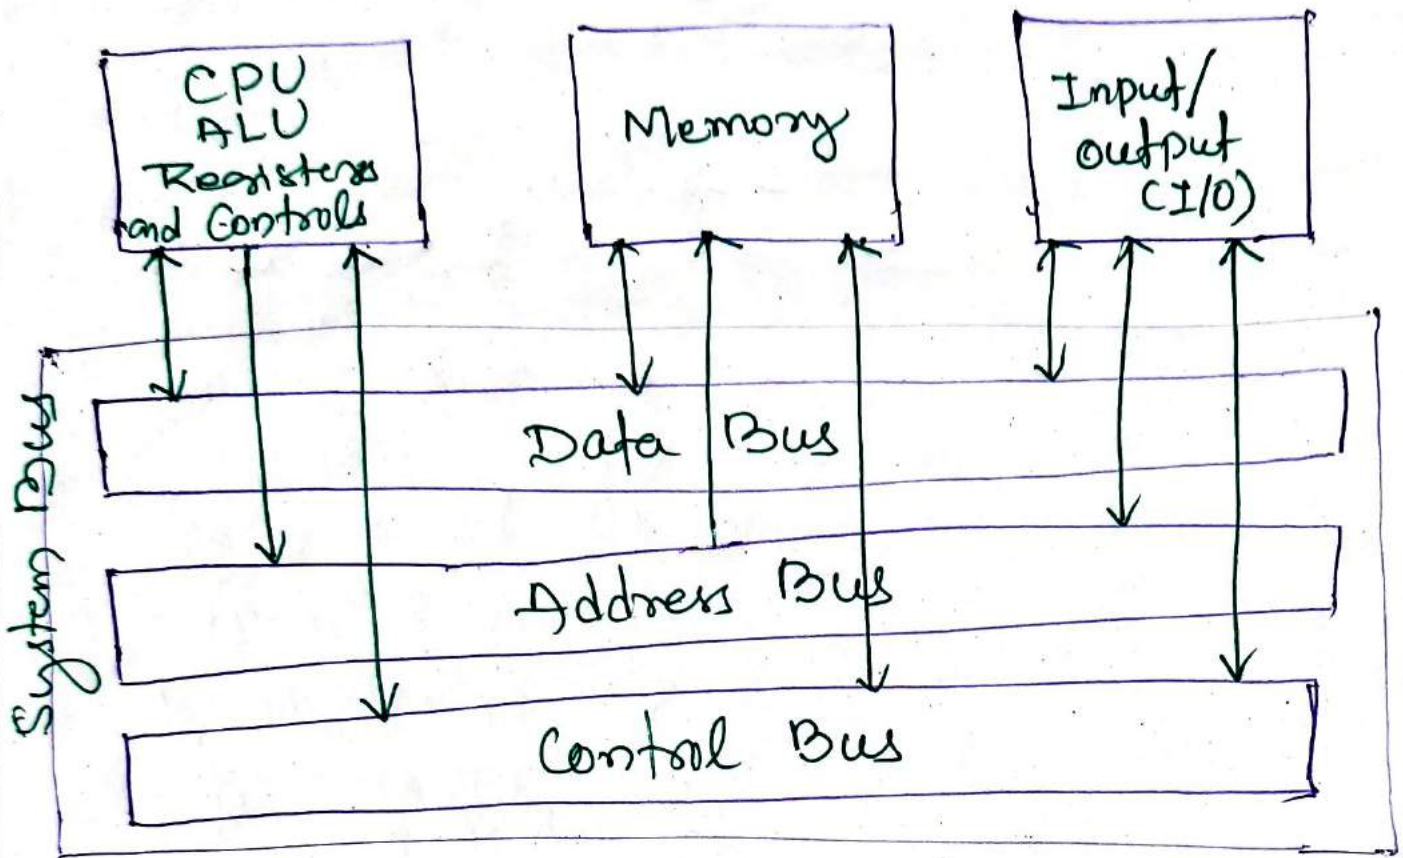 CPU
ALU
Registers
and Controls
Memory
Input/
output
(I/O)
System Bus
Data Bus
Address Bus
Control Bus